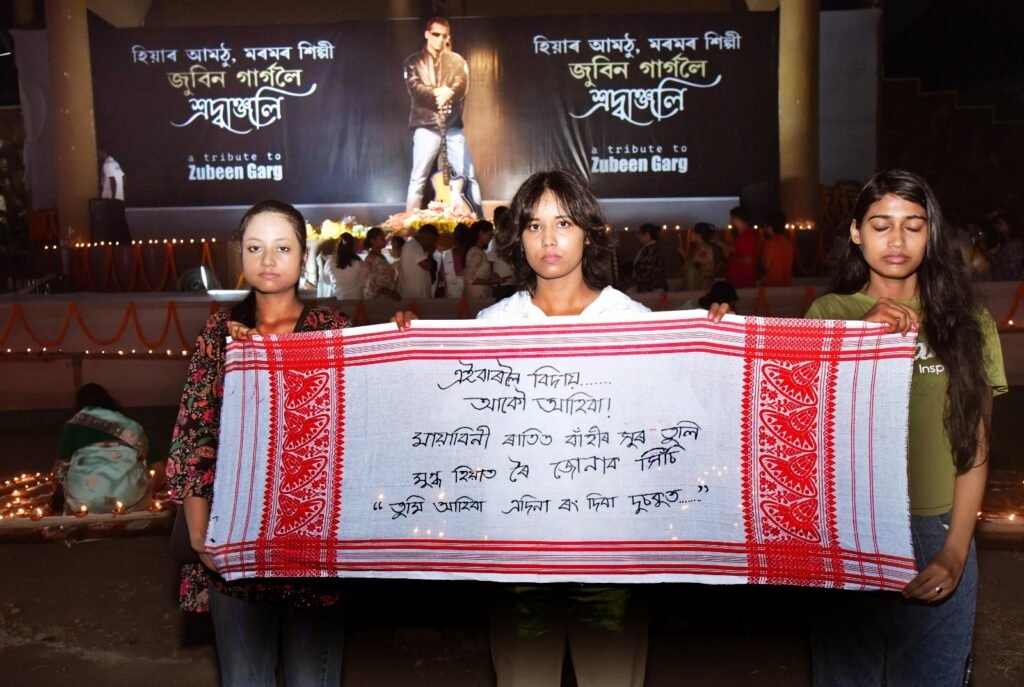 হিয়াৰ আমঠু, মৰমৰ শিল্পী
জুবিন গাৰ্গলৈ
শ্ৰদ্ধাঞ্জলি
a tribute to
Zubeen Garg
হিয়াৰ আমঠু, মৰমৰ শিল্পী
জুবিন গাৰ্গলৈ
শ্ৰদ্ধাঞ্জলি
a tribute to
Zubeen Garg
এইবাৰলৈ বিদায়.......
আকৌ আহিবা!
মায়াবিনী ৰাতিত বাঁহীৰ সুৰ তুলি
মুগ্ধ হিয়াত ৰৈ জোনাক সিঁচি
“তুমি আহিবা এদিনা ৰং দিবা দুচকুত.......”
Insp